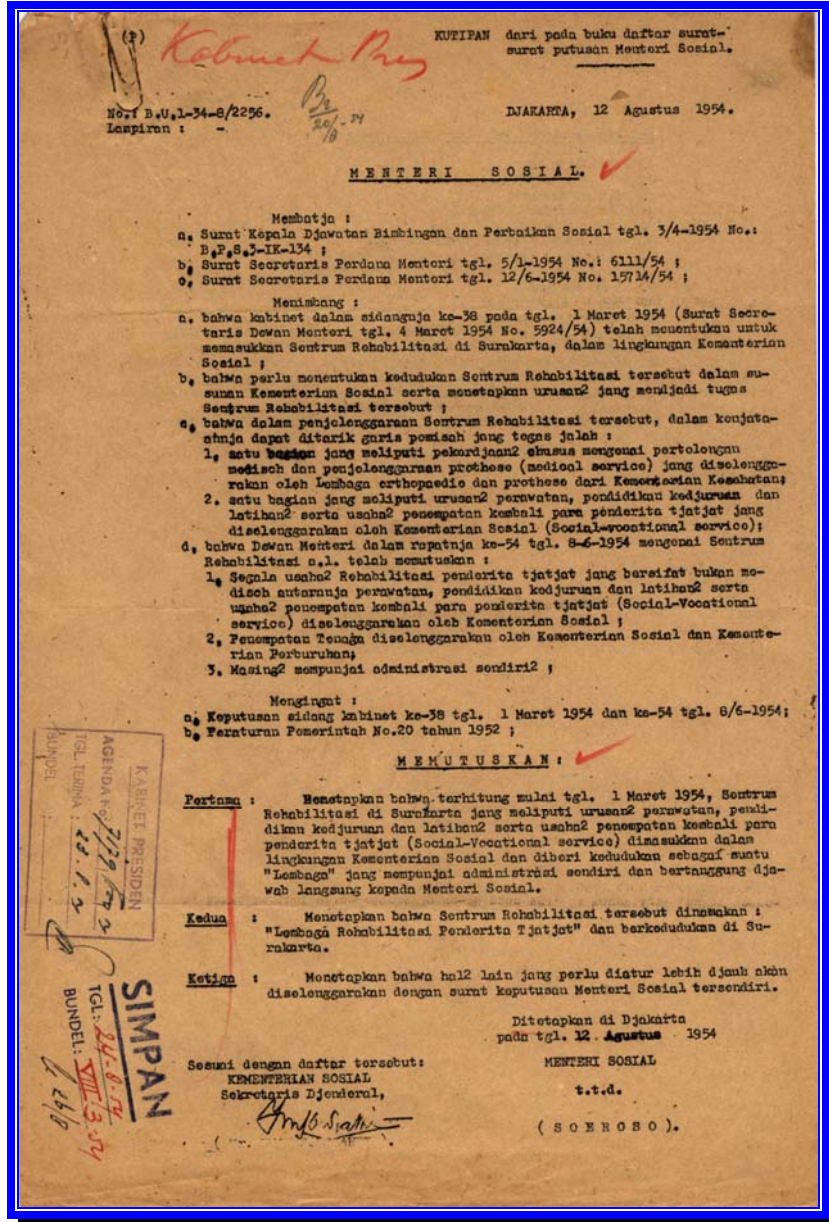 (P)
Kabinet Pres
KUTIPAN dari pada buku daftar surat-
surat putusan Menteri Sosial.
No.: B.U.1-34-8/2256.
Lampiran : -.
DJAKARTA, 12 Agustus 1954.
MENTERI SOSIAL.
Membatja :
a. Surat Kepala Djawatan Bimbingan dan Perbaikan Sosial tgl. 3/4-1954 No.:
B.P.S.3-IK-134 ;
b. Surat Secretaris Perdana Menteri tgl. 5/1-1954 No.: 6111/54 ;
c. Surat Secretaris Perdana Menteri tgl. 12/6-1954 No. 15714/54 ;
Menimbang :
a. bahwa kabinet dalam sidangnja ke-38 pada tgl. 1 Maret 1954 (Surat Secre-
taris Dewan Menteri tgl. 4 Maret 1954 No. 5924/54) telah menentukan untuk
memasukkan Sentrum Rehabilitasi di Surakarta, dalam lingkungan Kementerian
Sosial ;
b. bahwa perlu menentukan kedudukan Sentrum Rehabilitasi tersebut dalam su-
sunan Kementerian Sosial serta menetapkan urusan2 jang mendjadi tugas
Sentrum Rehabilitasi tersebut ;
c. bahwa dalam penjelenggaraan Sentrum Rehabilitasi tersebut, dalam kenjata-
ahnja dapat ditarik garis pemisah jang tegas jalah :
1. satu bagian jang meliputi pekerdjaan2 chusus mengenai pertolongan
medisch dan penjelenggaraan prothese (medical service) jang diselengga-
rakan oleh Lembaga orthopaedie dan prothese dari Kementerian Kesehatan;
2. satu bagian jang meliputi urusan2 perawatan, pendidikan kedjuruan dan
latihan2 serta usaha2 penempatan kembali para penderita tjatjat jang
diselenggarakan oleh Kementerian Sosial (Social-vocational service);
d. bahwa Dewan Menteri dalam rapatnja ke-54 tgl. 8-6-1954 mengenai Sentrum
Rehabilitasi a.l. telah memutuskan :
1. Segala usaha2 Rehabilitasi penderita tjatjat jang bersifat bukan me-
disch antaranja perawatan, pendidikan kedjuruan dan latihan2 serta
usaha2 penempatan kembali para penderita tjatjat (Social-Vocational
service) diselenggarakan oleh Kementerian Sosial ;
2. Penempatan Tenaga diselenggarakan oleh Kementerian Sosial dan Kemente-
rian Perburuhan;
3. Masing2 mempunjai administrasi sendiri2 ;
Mengingat :
a. Keputusan sidang kabinet ke-38 tgl. 1 Maret 1954 dan ke-54 tgl. 8/6-1954;
b. Peraturan Pemerintah No.20 tahun 1952 ;
MEMUTUSKAN:
Pertama : Menetapkan bahwa terhitung mulai tgl. 1 Maret 1954, Sentrum
Rehabilitasi di Surakarta jang meliputi urusan2 perawatan, pendi-
dikan kedjuruan dan latihan2 serta usaha2 penempatan kembali para
penderita tjatjat (Social-Vocational service) dimasukkan dalam
lingkungan Kementerian Sosial dan diberi kedudukan sebagai suatu
"Lembaga" jang mempunjai administrasi sendiri dan bertanggung dja-
wab langsung kepada Menteri Sosial.
Kedua : Menetapkan bahwa Sentrum Rehabilitasi tersebut dinamakan :
"Lembaga Rehabilitasi Penderita Tjatjat" dan berkedudukan di Su-
rakarta.
Ketiga : Menetapkan bahwa hal2 lain jang perlu diatur lebih djauh akan
diselenggarakan dengan surat keputusan Menteri Sosial tersendiri.
Ditetapkan di Djakarta
pada tgl. 12 Agustus 1954
Sesuai dengan daftar tersebut:
KEMENTERIAN SOSIAL
Sekretaris Djenderal,
MENTERI SOSIAL
t.t.d.
( SOEROSO ).
KABINET PRESIDEN
AGENDA No.
TGL. TERIMA :
BUNDEL
SIMPAN
TGL: 24-8-54
BUNDEL: XIII-3-54